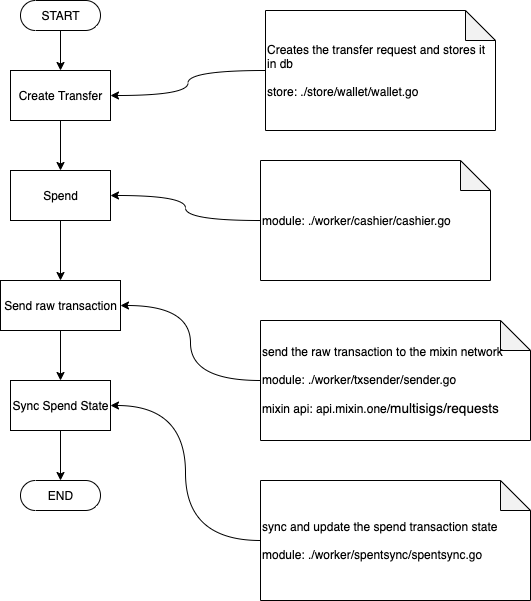 START
Creates the transfer request and stores it
in db
store: ./store/wallet/wallet.go
Create Transfer
Spend
module: ./worker/cashier/cashier.go
Send raw transaction
send the raw transaction to the mixin network
module: ./worker/txsender/sender.go
mixin api: api.mixin.one/multisigs/requests
Sync Spend State
END
sync and update the spend transaction state
module: ./worker/spentsync/spentsync.go